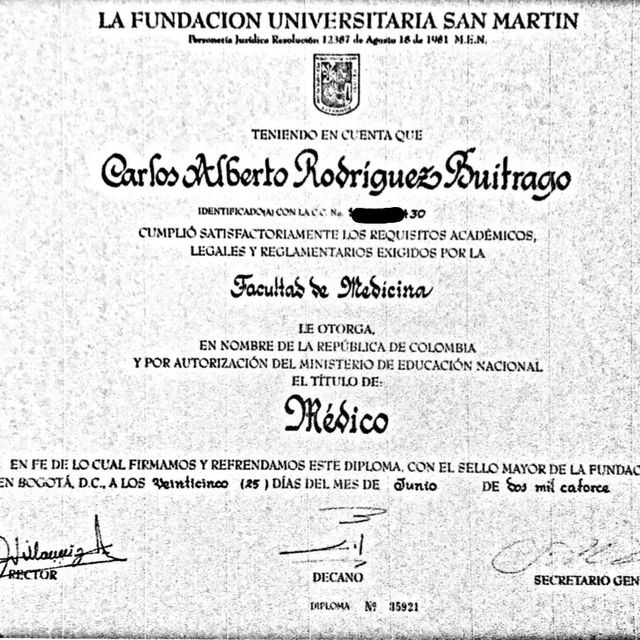 LA FUNDACION UNIVERSITARIA SAN MARTIN
Personería Jurídica Resolución 12387 de Agosto 18 de 1981 M.E.N.
TENIENDO EN CUENTA QUE
Carlos Alberto Rodríguez Buitrago
IDENTIFICADO(A) CON LA C.C. No. 30
CUMPLIÓ SATISFACTORIAMENTE LOS REQUISITOS ACADÉMICOS,
LEGALES Y REGLAMENTARIOS EXIGIDOS POR LA
Facultad de Medicina
LE OTORGA,
EN NOMBRE DE LA REPÚBLICA DE COLOMBIA
Y POR AUTORIZACIÓN DEL MINISTERIO DE EDUCACIÓN NACIONAL
EL TÍTULO DE:
Médico
EN FE DE LO CUAL FIRMAMOS Y REFRENDAMOS ESTE DIPLOMA, CON EL SELLO MAYOR DE LA FUNDAC
EN BOGOTÁ, D.C., A LOS Veinticinco (25) DÍAS DEL MES DE Junio DE dos mil catorce
RECTOR
DECANO
SECRETARIO GEN
DIPLOMA Nº 35921